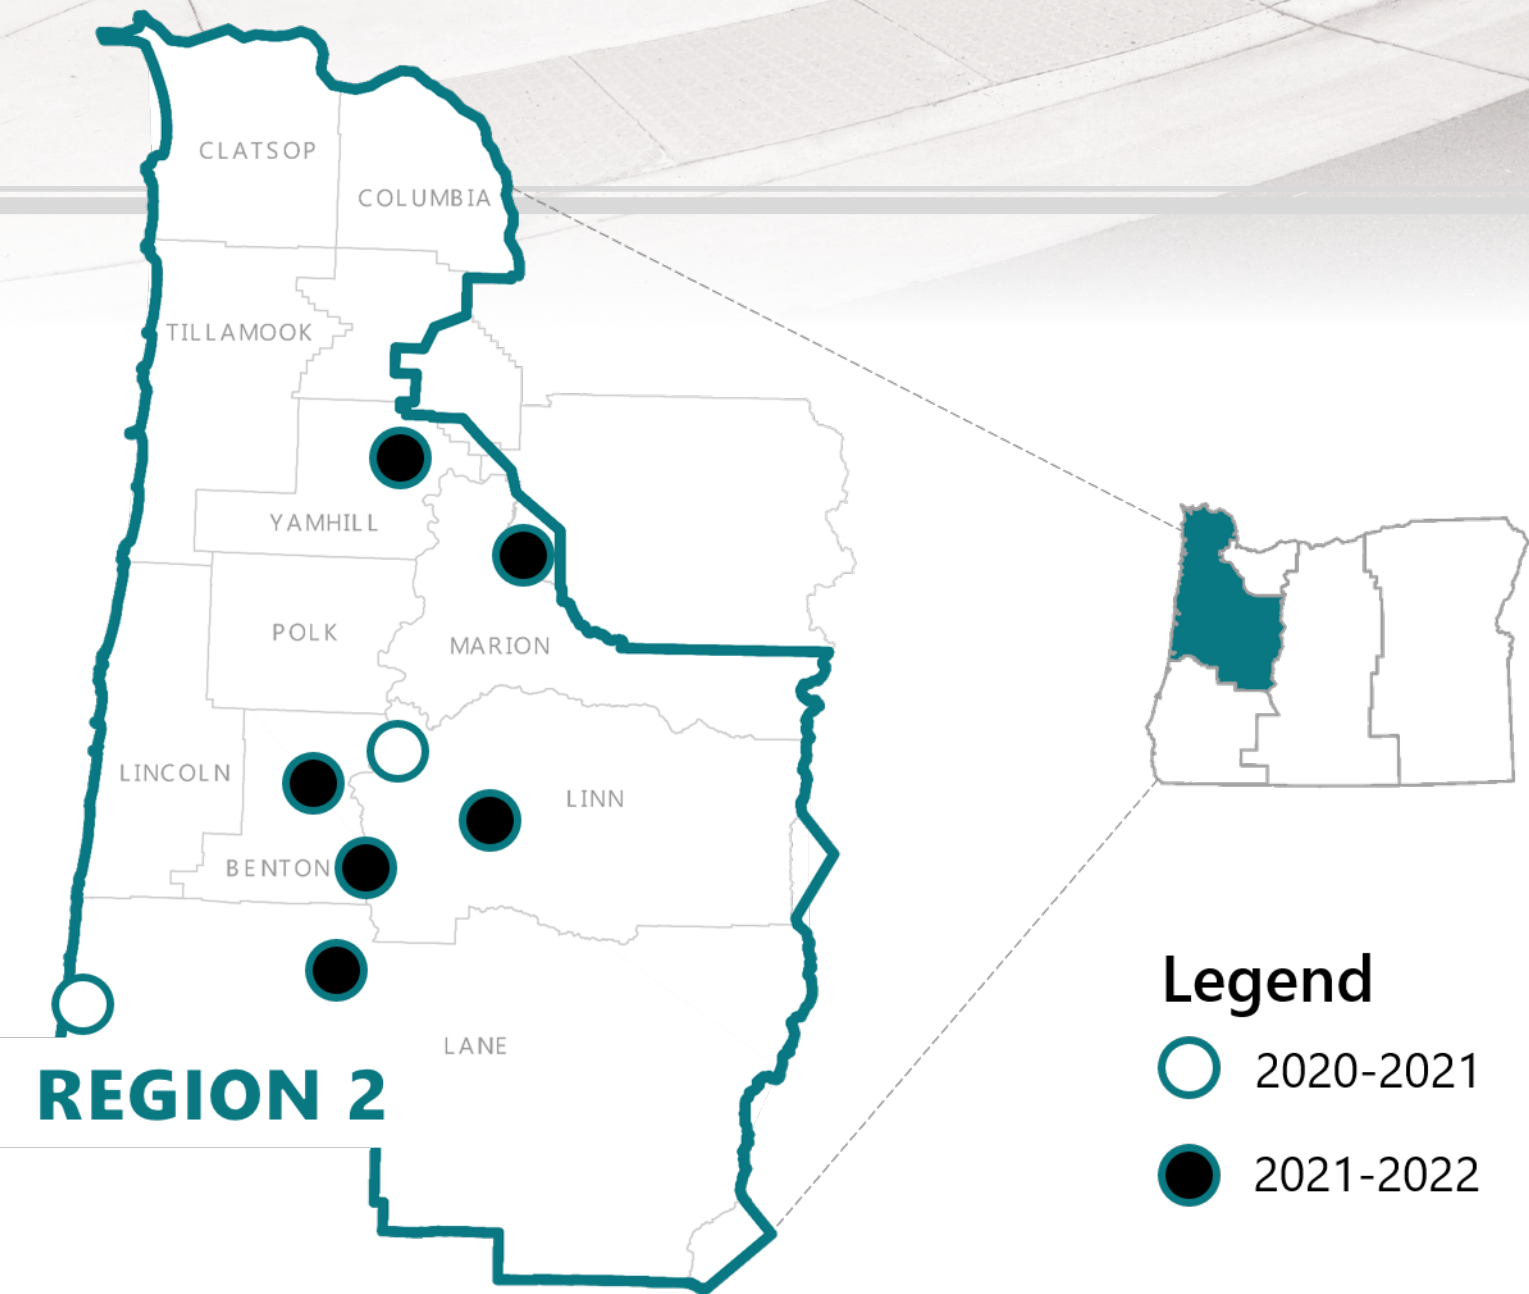 CLATSOP
COLUMBIA
TILLAMOOK
YAMHILL
POLK
MARION
LINCOLN
LINN
BENTON
LANE
REGION 2
Legend
2020-2021
2021-2022